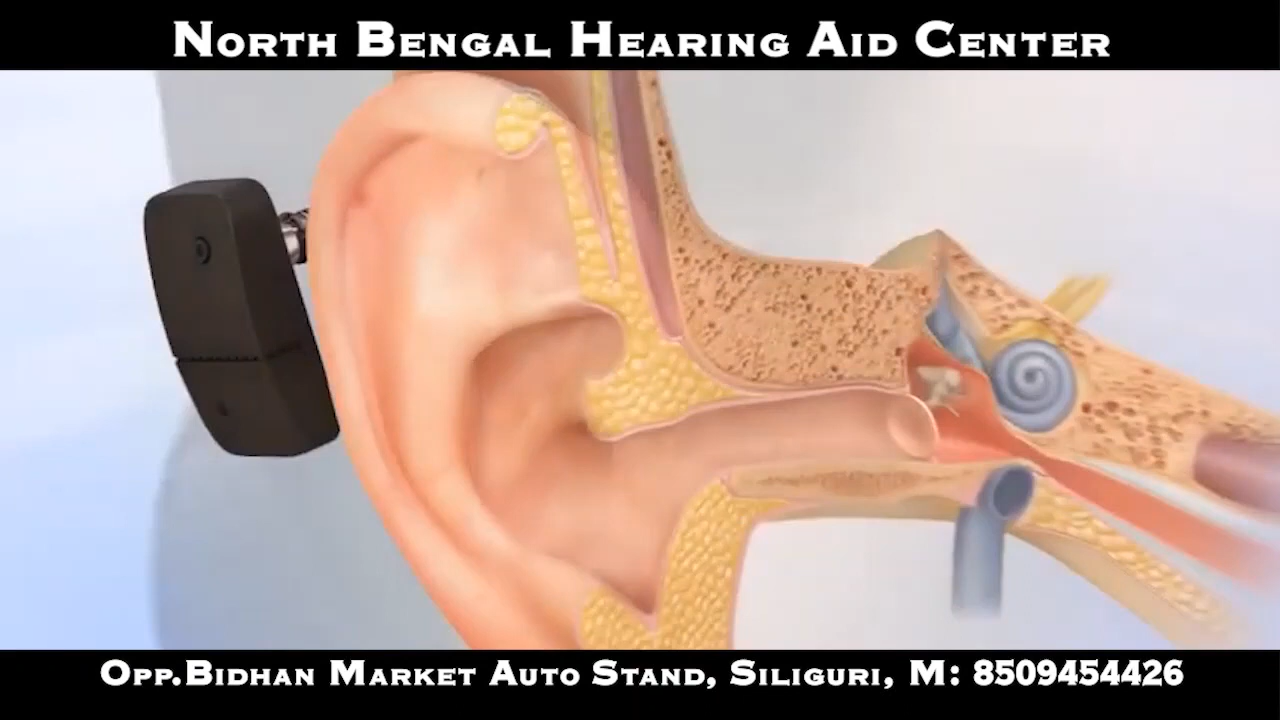 North Bengal Hearing Aid Center
Opp.Bidhan Market Auto Stand, Siliguri, M: 8509454426